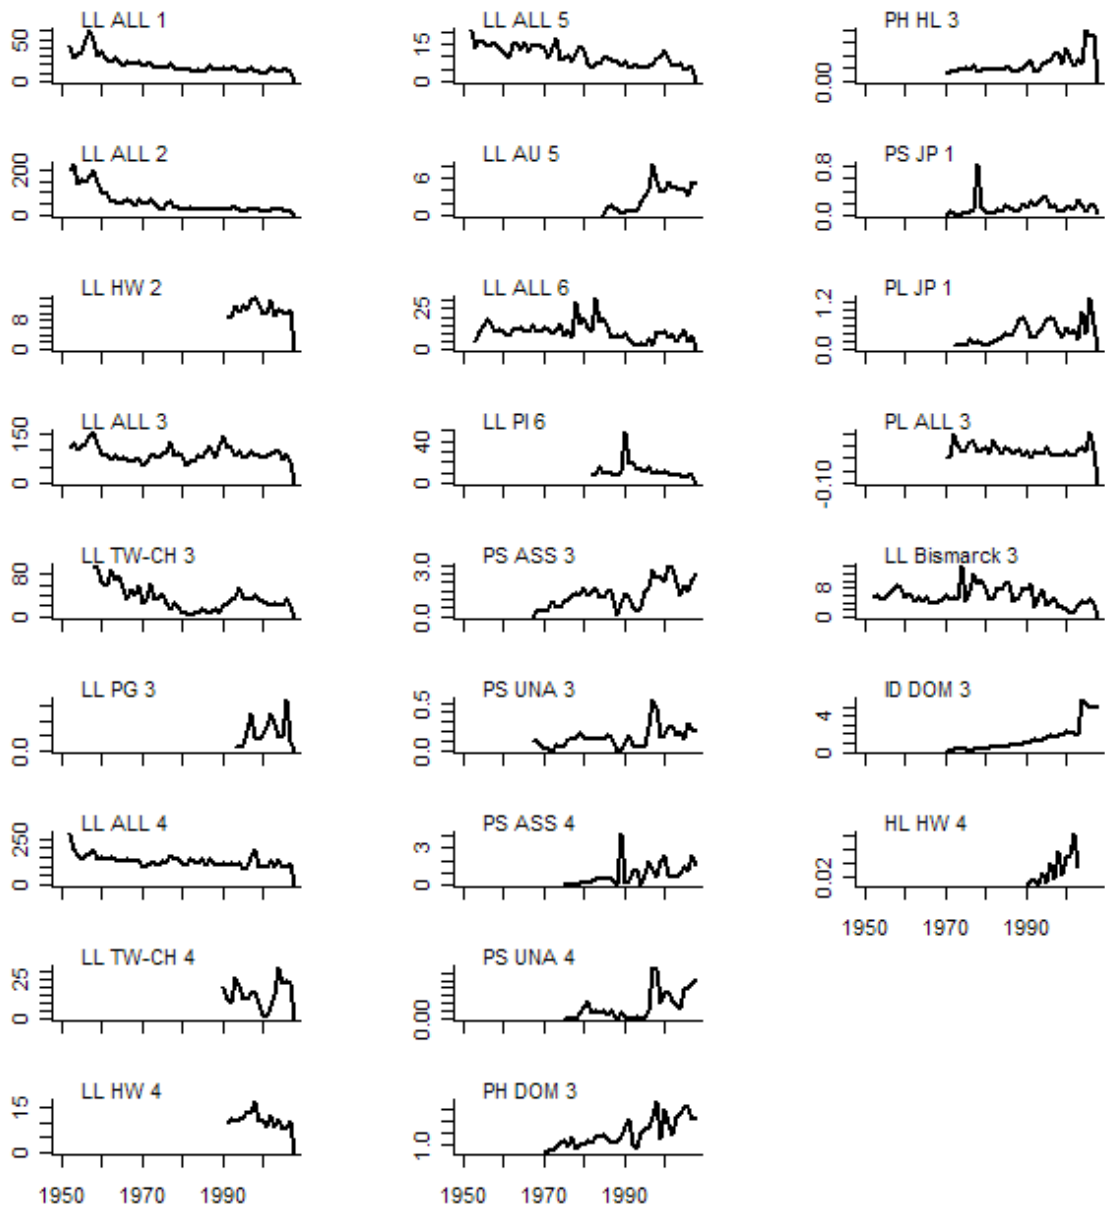 LL ALL 1
50
0
LL ALL 2
200
0
LL HW 2
8
0
LL ALL 3
150
0
LL TW-CH 3
80
0
LL PG 3
0.0
LL ALL 4
250
0
LL TW-CH 4
25
0
LL HW 4
15
0
1950 1970 1990
LL ALL 5
15
0
LL AU 5
6
0
LL ALL 6
25
0
LL PI 6
40
0
PS ASS 3
3.0
0.0
PS UNA 3
0.5
0.0
PS ASS 4
3
0
PS UNA 4
0.00
PH DOM 3
1.0
1950 1970 1990
PH HL 3
0.00
PS JP 1
0.8
0.0
PL JP 1
1.2
0.0
PL ALL 3
-0.10
LL Bismarck 3
8
0
ID DOM 3
4
0
HL HW 4
0.02
1950 1970 1990